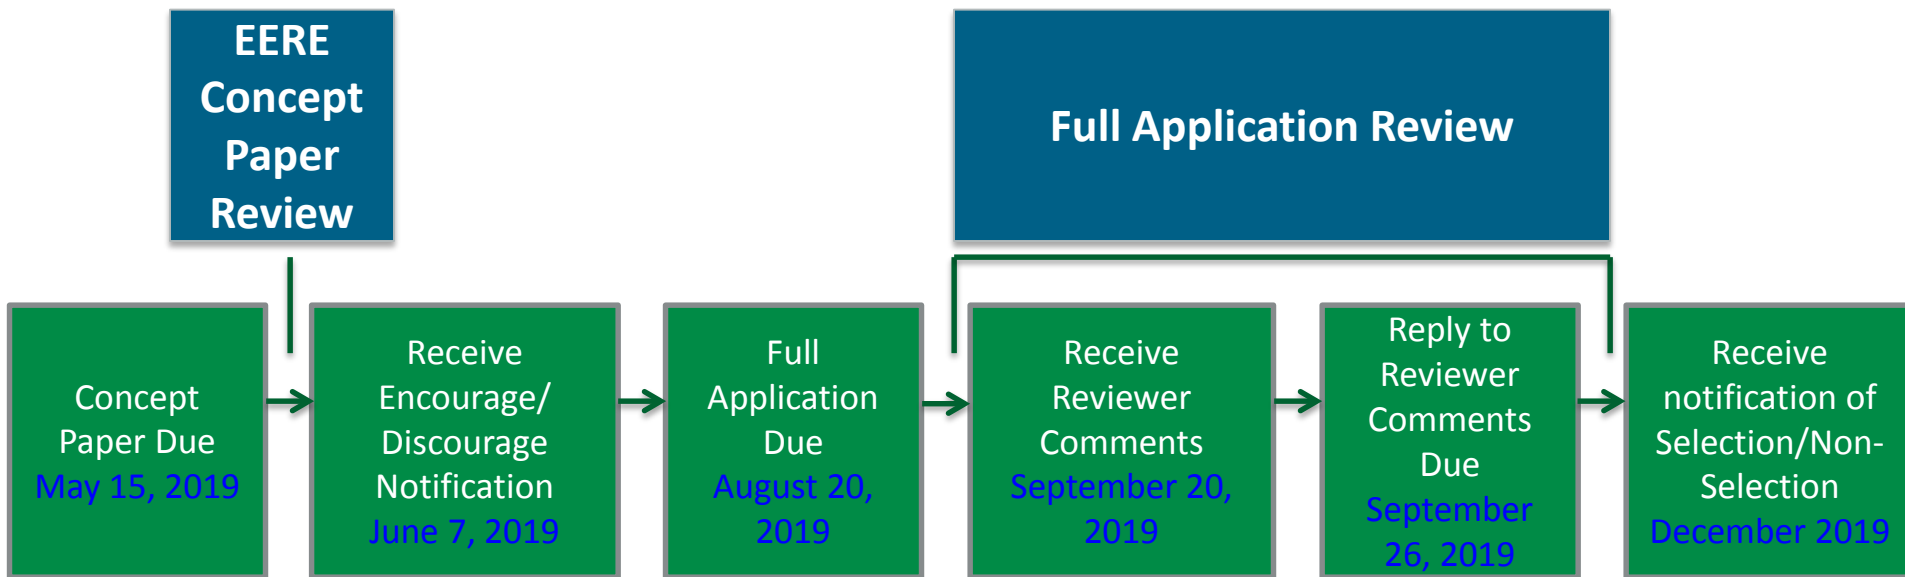 EERE
Concept
Paper
Review
Full Application Review
Concept
Paper Due
May 15, 2019
Receive
Encourage/
Discourage
Notification
June 7, 2019
Full
Application
Due
August 20,
2019
Receive
Reviewer
Comments
September 20,
2019
Reply to
Reviewer
Comments
Due
September
26, 2019
Receive
notification of
Selection/Non-
Selection
December 2019